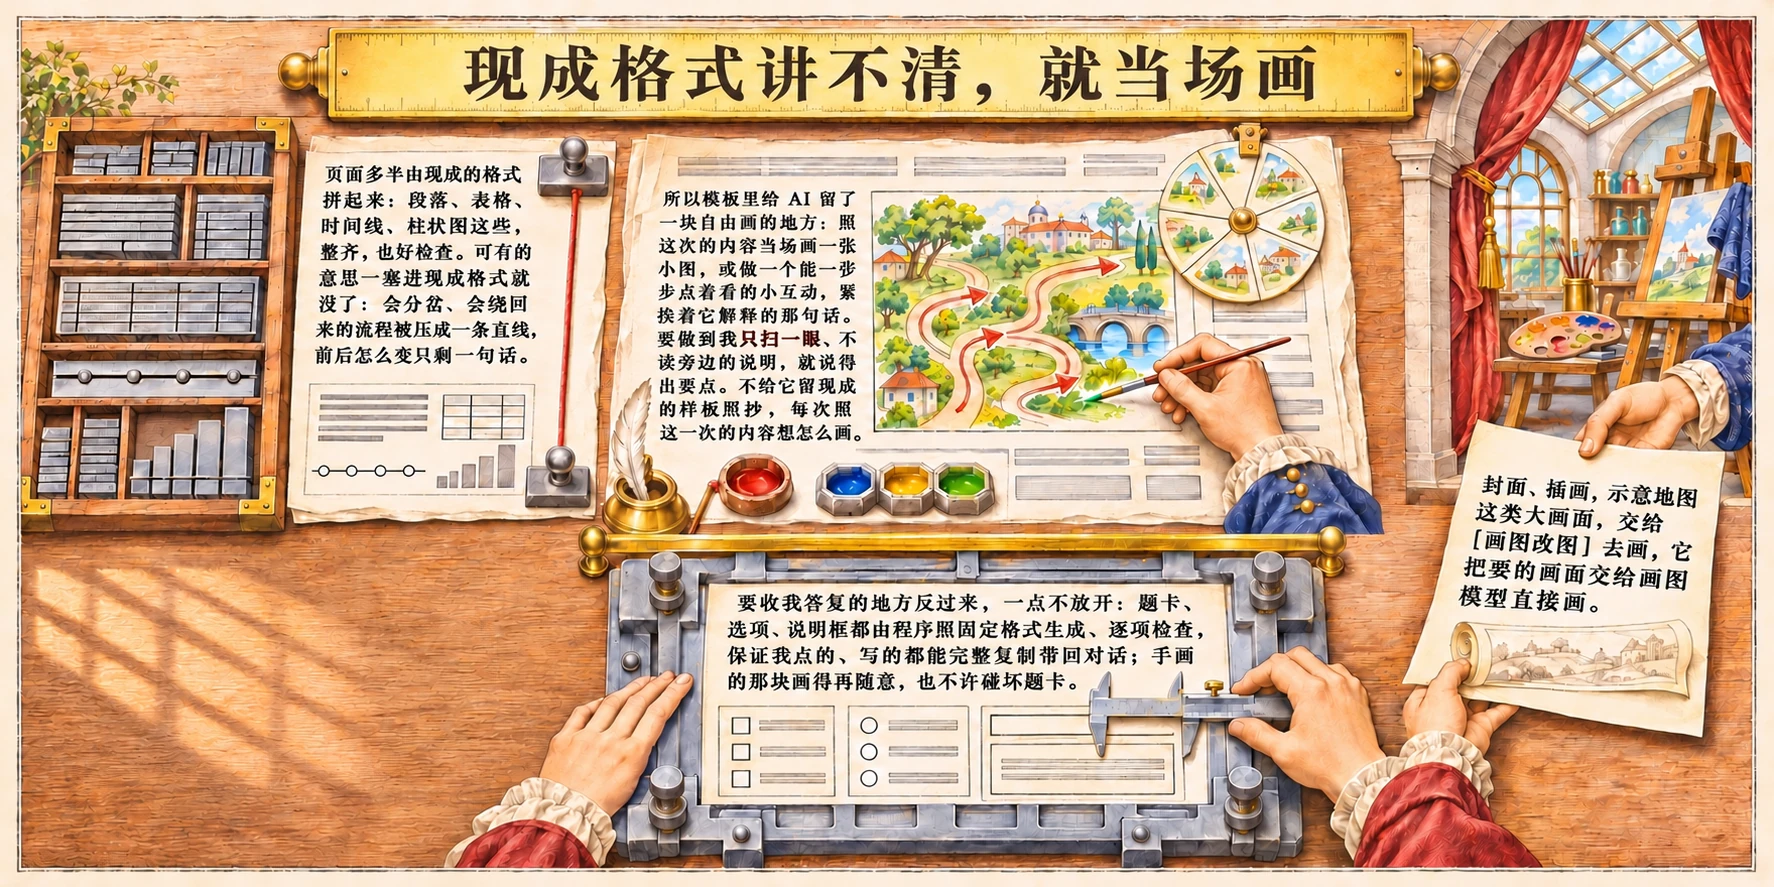 现成格式讲不清，就当场画
页面多半由现成的格式
拼起来：段落、表格、
时间线、柱状图这些，
整齐，也好检查。可有的
意思一塞进现成格式就
没了：会分岔、会绕回
来的流程被压成一条直线，
前后怎么变只剩一句话。
所以模板里给 AI 留了
一块自由画的地方：照
这次的内容当场画一张
小图，或做一个能一步
步点着看的小互动，紧
挨着它解释的那句话。
要做到我只扫一眼、不
读旁边的说明，就说得
出要点。不给它留现成
的样板照抄，每次照
这一次的内容想怎么画。
要收我答复的地方反过来，一点不放开：题卡、
选项、说明框都由程序照固定格式生成、逐项检查，
保证我点的、写的都能完整复制带回对话；手画
的那块画得再随意，也不许碰坏题卡。
封面、插画，示意地图
这类大画面，交给
［画图改图］去画，它
把要的画面交给画图
模型直接画。